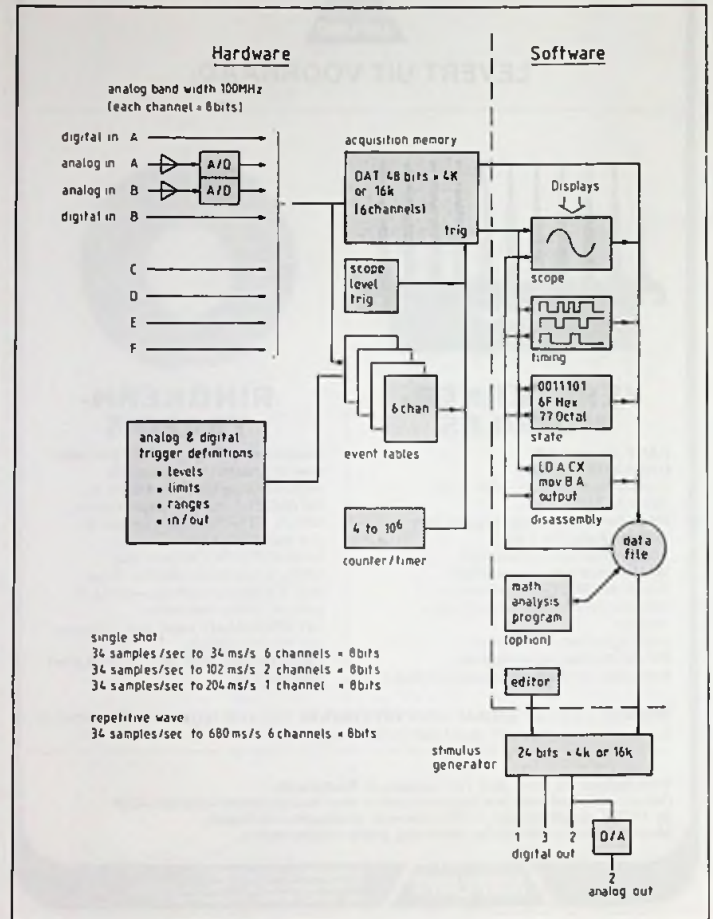 Hardware
Software
analog band width 100MHz
(each channel = 8bits)
digital in A
analog in A
A/D
analog in B
A/D
digital in B
C
D
E
F
acquisition memory
DAT 48 bits × 4K
or 16k
(6channels)
trig
scope
level
trig
6 chan
event tables
analog & digital
trigger definitions
• levels
• limits
• ranges
• in/out
4 to 10⁶
counter/timer
Displays
scope
timing
0011101
6F Hex
77 Octal
state
LD A CX
mov B A
output
disassembly
data
file
math
analysis
program
(option)
editor
single shot
34 samples/sec to 34 ms/s 6 channels × 8bits
34 samples/sec to 102 ms/s 2 channels × 8bits
34 samples/sec to 204 ms/s 1 channel × 8bits
repetitive wave
34 samples/sec to 680 ms/s 6 channels × 8bits
stimulus
generator
24 bits × 4k or 16k
1 3 2
digital out
D/A
2
analog out